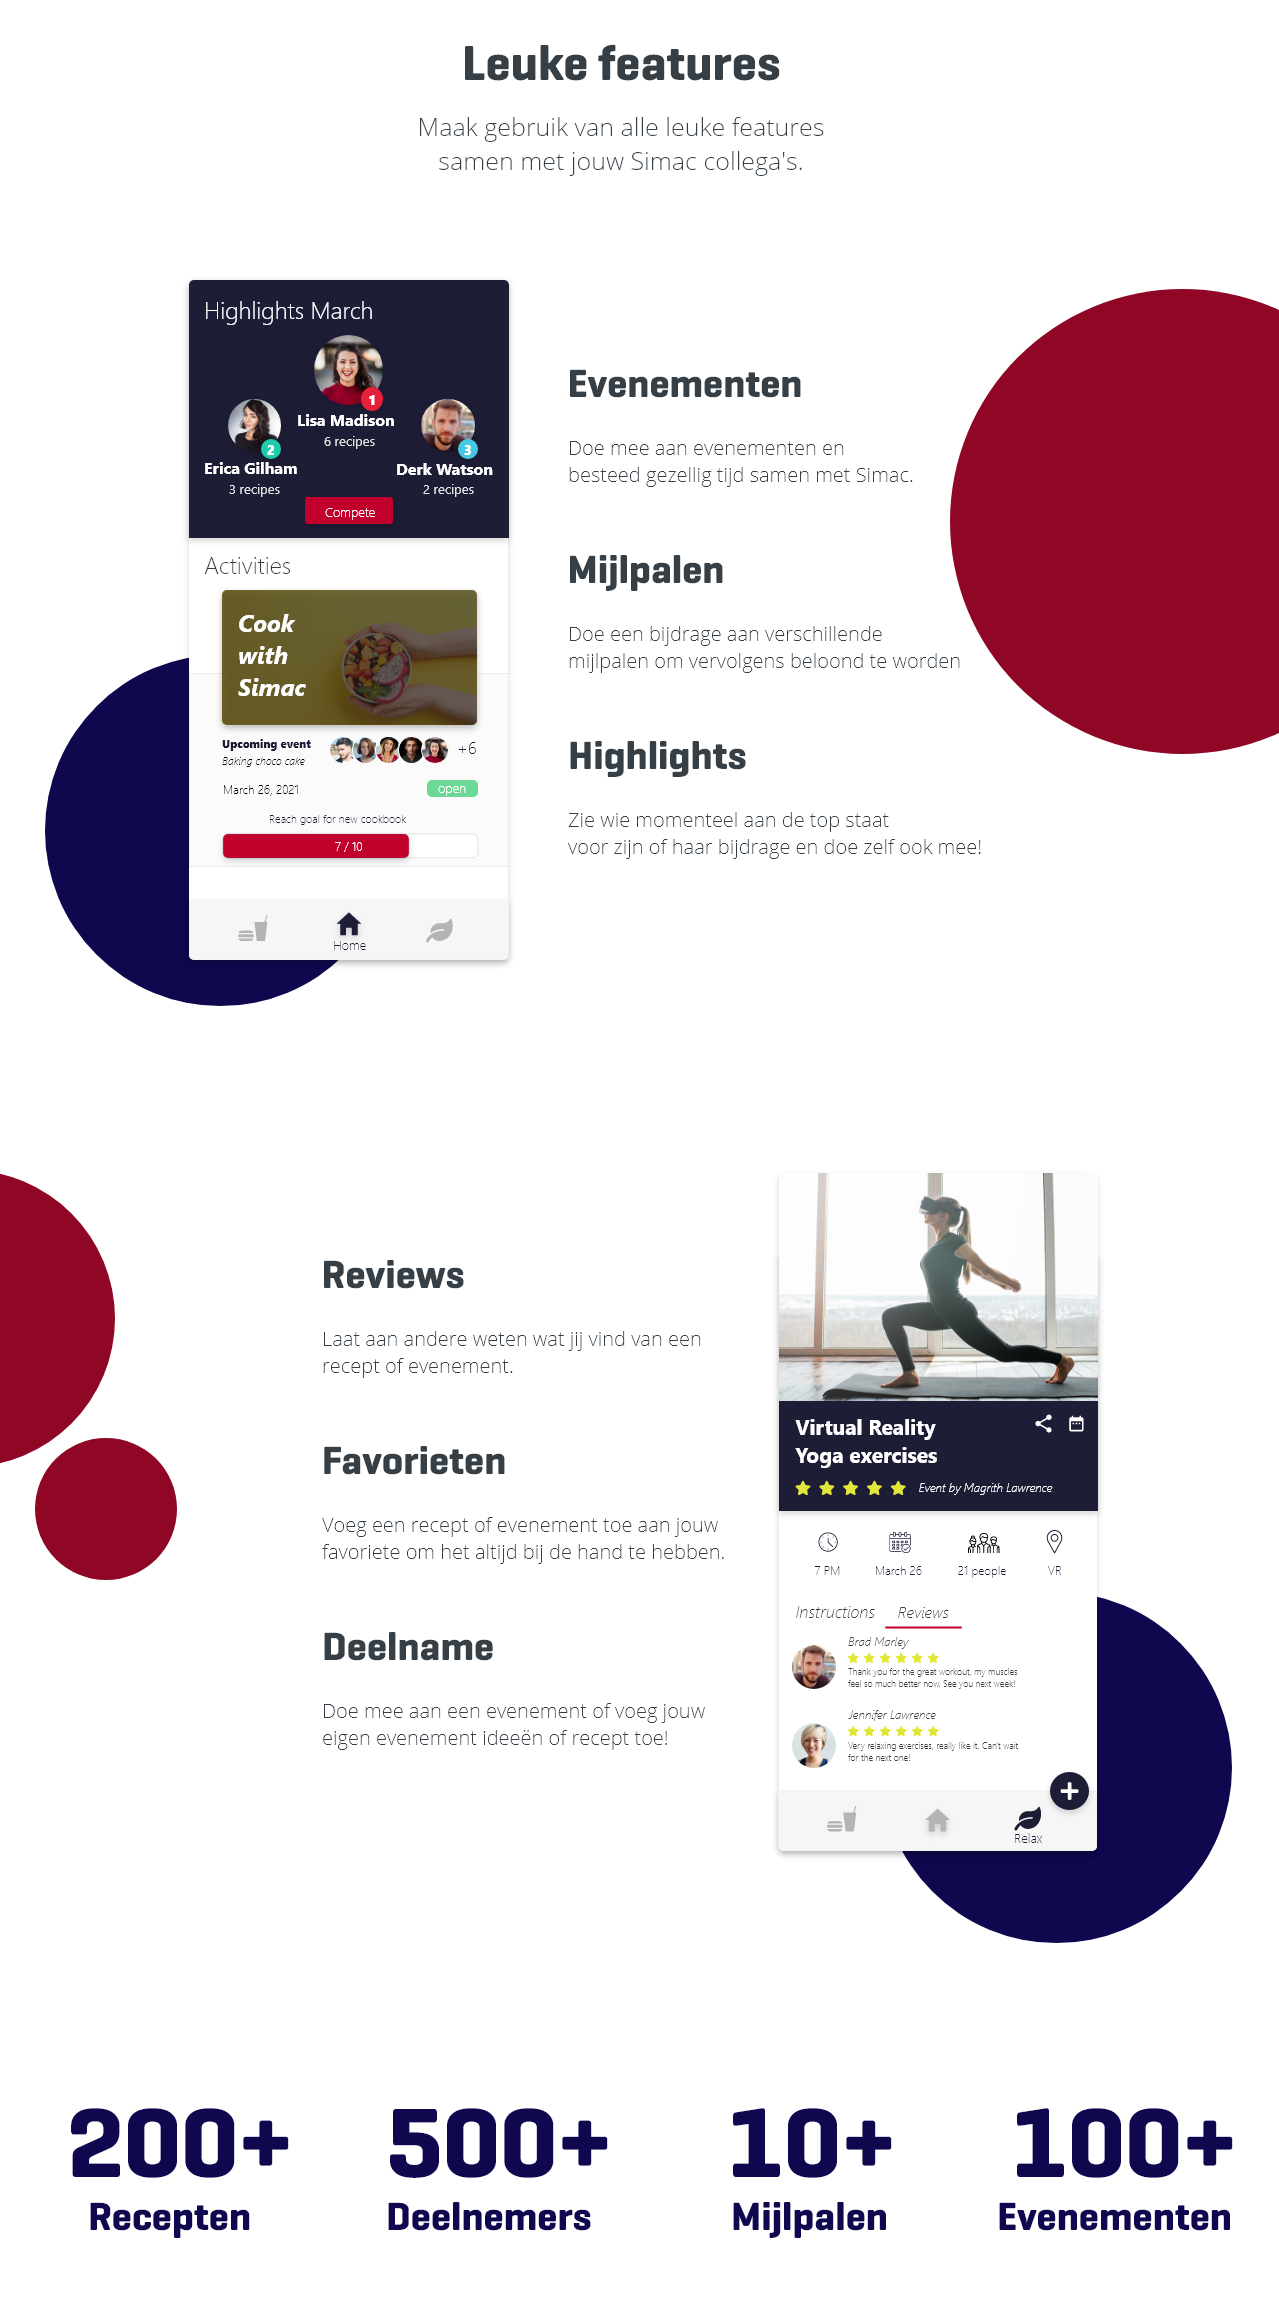 Leuke features
Maak gebruik van alle leuke features
samen met jouw Simac collega's.
Highlights March
1
Lisa Madison
6 recipes
2
Erica Gilham
3 recipes
3
Derk Watson
2 recipes
Compete
Activities
Cook
with
Simac
Upcoming event
Baking choco cake
+6
March 26, 2021
open
Reach goal for new cookbook
7 / 10
Home
Evenementen
Doe mee aan evenementen en
besteed gezellig tijd samen met Simac.
Mijlpalen
Doe een bijdrage aan verschillende
mijlpalen om vervolgens beloond te worden
Highlights
Zie wie momenteel aan de top staat
voor zijn of haar bijdrage en doe zelf ook mee!
Reviews
Laat aan andere weten wat jij vind van een
recept of evenement.
Favorieten
Voeg een recept of evenement toe aan jouw
favoriete om het altijd bij de hand te hebben.
Deelname
Doe mee aan een evenement of voeg jouw
eigen evenement ideeën of recept toe!
Virtual Reality
Yoga exercises
Event by Magrith Lawrence
7 PM
March 26
21 people
VR
Instructions
Reviews
Brad Marley
Thank you for the great workout, my muscles
feel so much better now. See you next week!
Jennifer Lawrence
Very relaxing exercises, really like it. Can't wait
for the next one!
Relax
200+
Recepten
500+
Deelnemers
10+
Mijlpalen
100+
Evenementen